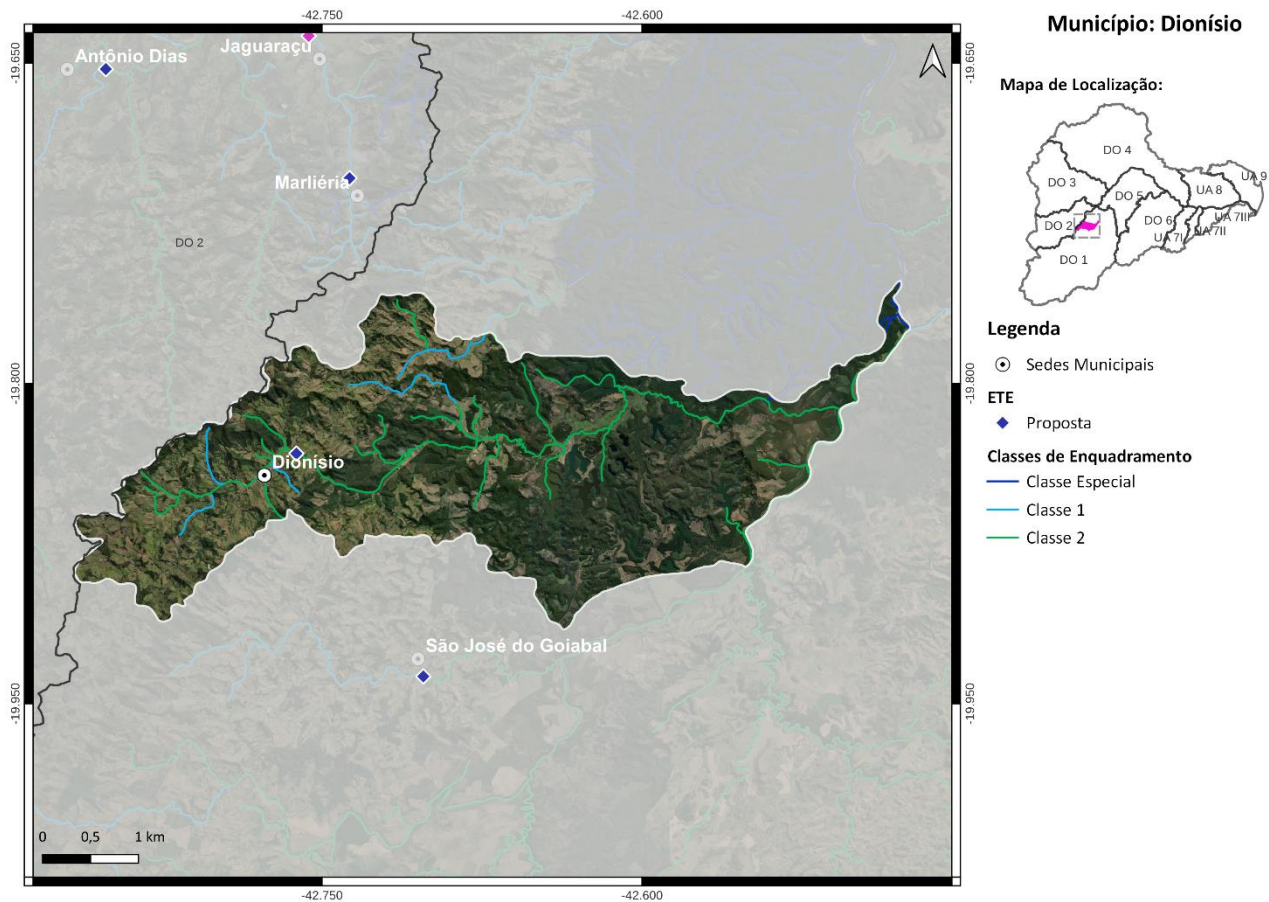 Município: Dionísio
-42.750
-42.600
-19.650
-19.650
Antônio Dias
Jaguaraçu
Marliéria
DO 2
-19.800
-19.800
Dionísio
São José do Goiabal
-19.950
-19.950
0 0,5 1 km
-42.750
-42.600
Mapa de Localização:
DO 4
DO 3
DO 5
UA 8
UA 9
DO 2
DO 6
UA 7III
UA 7II
UA 7I
DO 1
Legenda
Sedes Municipais
ETE
Proposta
Classes de Enquadramento
Classe Especial
Classe 1
Classe 2